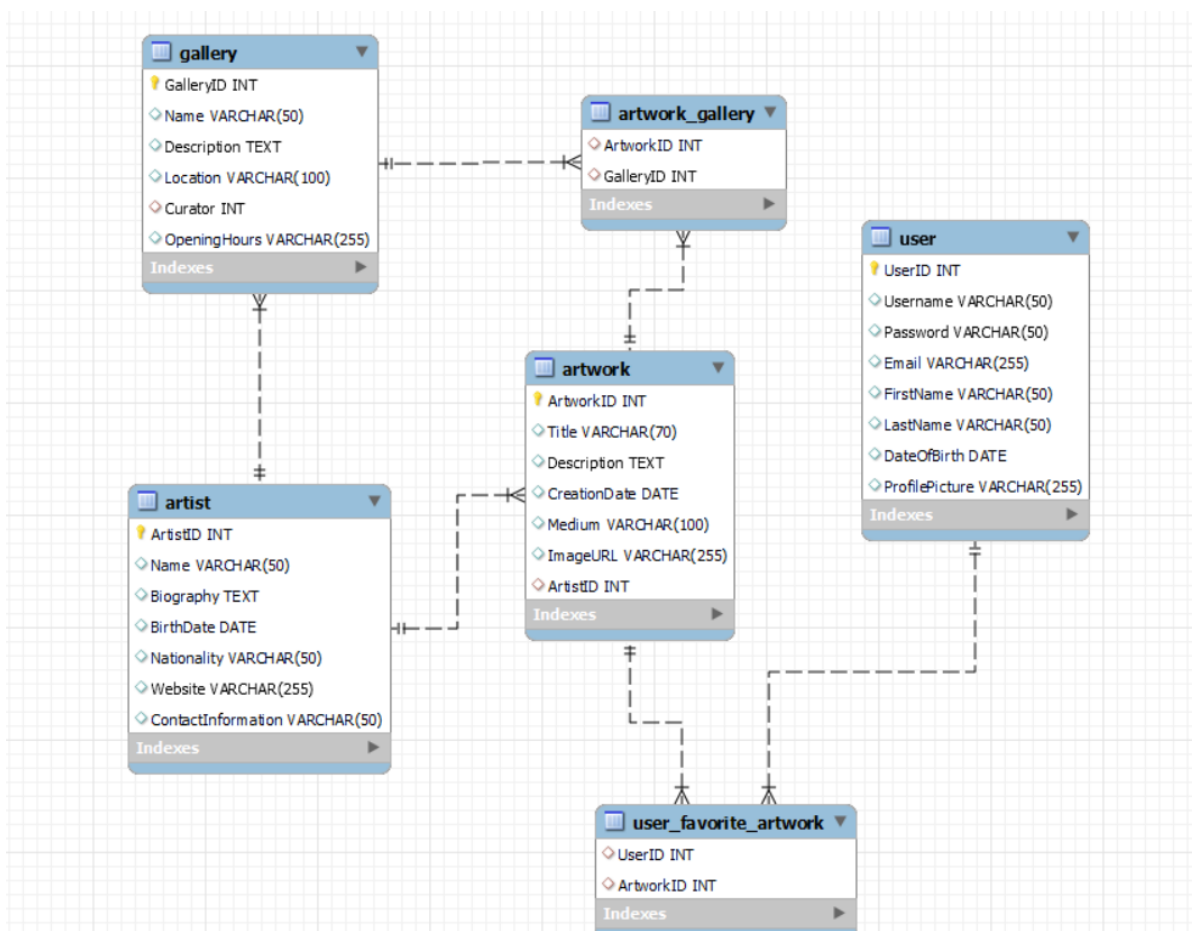 gallery
GalleryID INT
Name VARCHAR(50)
Description TEXT
Location VARCHAR(100)
Curator INT
OpeningHours VARCHAR(255)
Indexes
artwork_gallery
ArtworkID INT
GalleryID INT
Indexes
user
UserID INT
Username VARCHAR(50)
Password VARCHAR(50)
Email VARCHAR(255)
FirstName VARCHAR(50)
LastName VARCHAR(50)
DateOfBirth DATE
ProfilePicture VARCHAR(255)
Indexes
artwork
ArtworkID INT
Title VARCHAR(70)
Description TEXT
CreationDate DATE
Medium VARCHAR(100)
ImageURL VARCHAR(255)
ArtistID INT
Indexes
artist
ArtistID INT
Name VARCHAR(50)
Biography TEXT
BirthDate DATE
Nationality VARCHAR(50)
Website VARCHAR(255)
ContactInformation VARCHAR(50)
Indexes
user_favorite_artwork
UserID INT
ArtworkID INT
Indexes